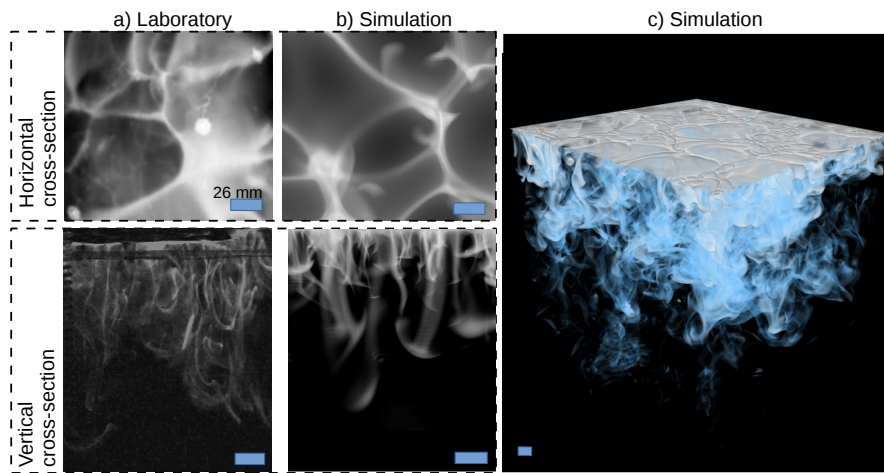 a) Laboratory
b) Simulation
c) Simulation
Horizontal
cross-section
26 mm
Vertical
cross-section